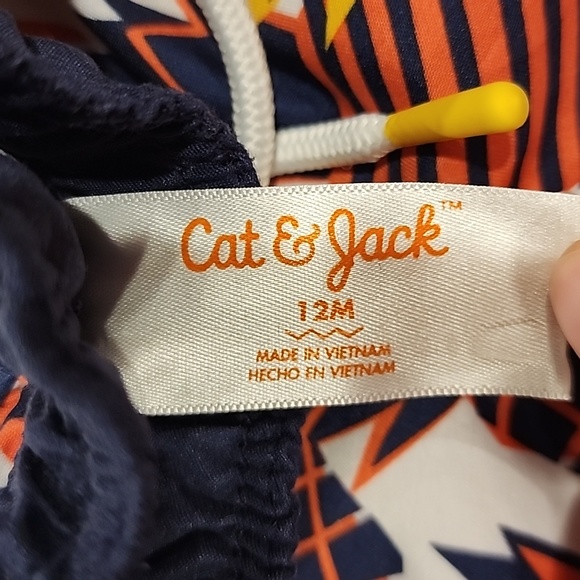 Cat & Jack™
12M
MADE IN VIETNAM
HECHO EN VIETNAM